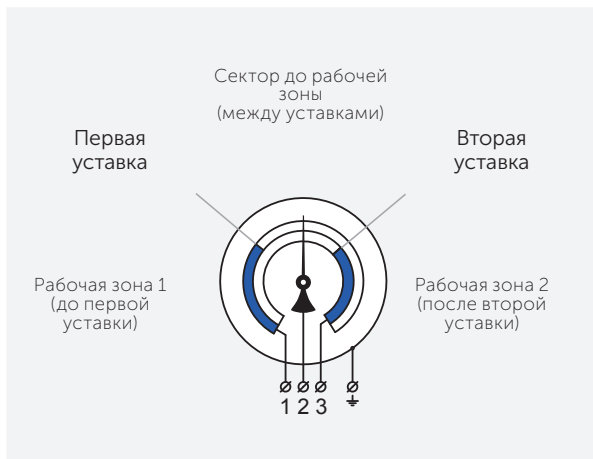 Сектор до рабочей
зоны
(между уставками)
Первая
уставка
Вторая
уставка
Рабочая зона 1
(до первой
уставки)
Рабочая зона 2
(после второй
уставки)
1 2 3